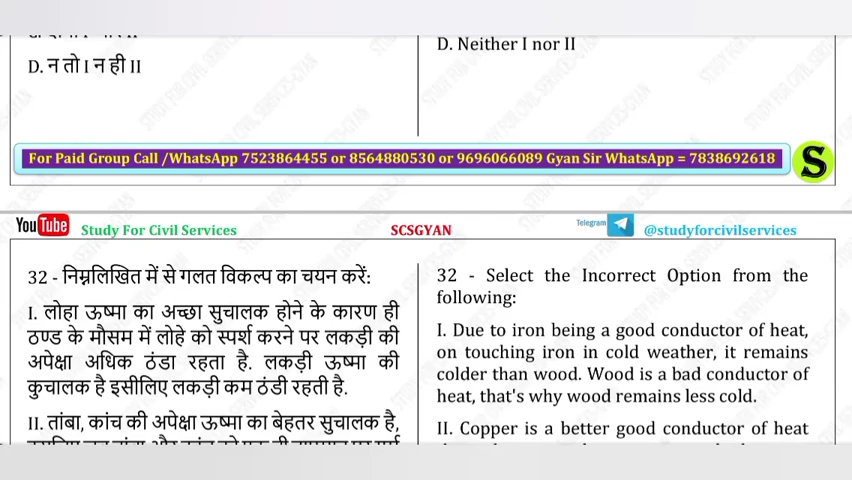 D. न तो I न ही II
D. Neither I nor II
For Paid Group Call /WhatsApp 7523864455 or 8564880530 or 9696066089 Gyan Sir WhatsApp = 7838692618
S
YouTube
Study For Civil Services
SCSGYAN
Telegram
@studyforcivilservices
32 - निम्नलिखित में से गलत विकल्प का चयन करें:
I. लोहा ऊष्मा का अच्छा सुचालक होने के कारण ही
ठण्ड के मौसम में लोहे को स्पर्श करने पर लकड़ी की
अपेक्षा अधिक ठंडा रहता है. लकड़ी ऊष्मा की
कुचालक है इसीलिए लकड़ी कम ठंडी रहती है.
II. तांबा, कांच की अपेक्षा ऊष्मा का बेहतर सुचालक है,
32 - Select the Incorrect Option from the
following:
I. Due to iron being a good conductor of heat,
on touching iron in cold weather, it remains
colder than wood. Wood is a bad conductor of
heat, that's why wood remains less cold.
II. Copper is a better good conductor of heat